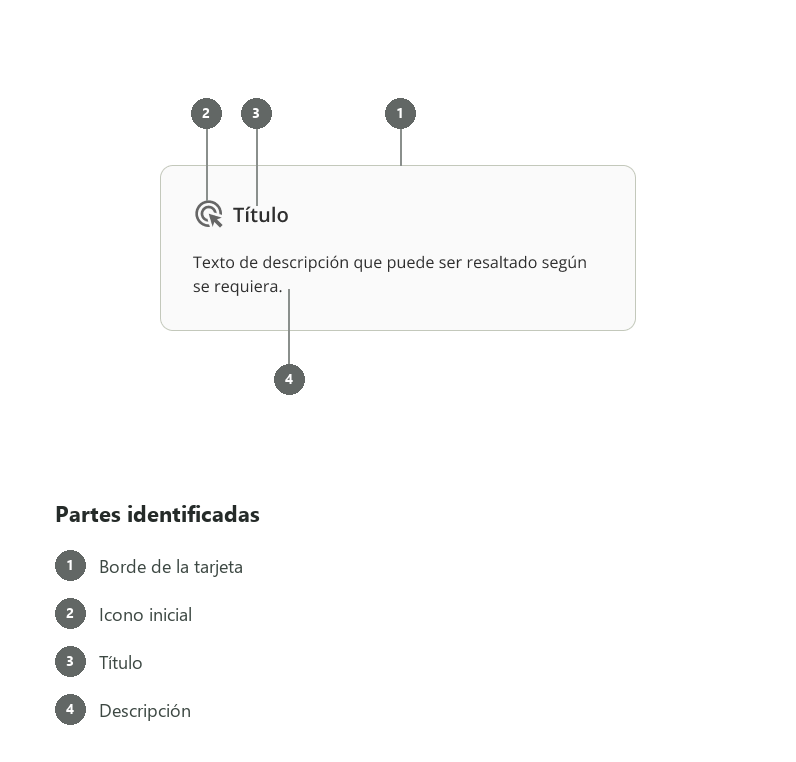 2 3 1
Título
Texto de descripción que puede ser resaltado según
se requiera.
4
Partes identificadas
1 Borde de la tarjeta
2 Icono inicial
3 Título
4 Descripción